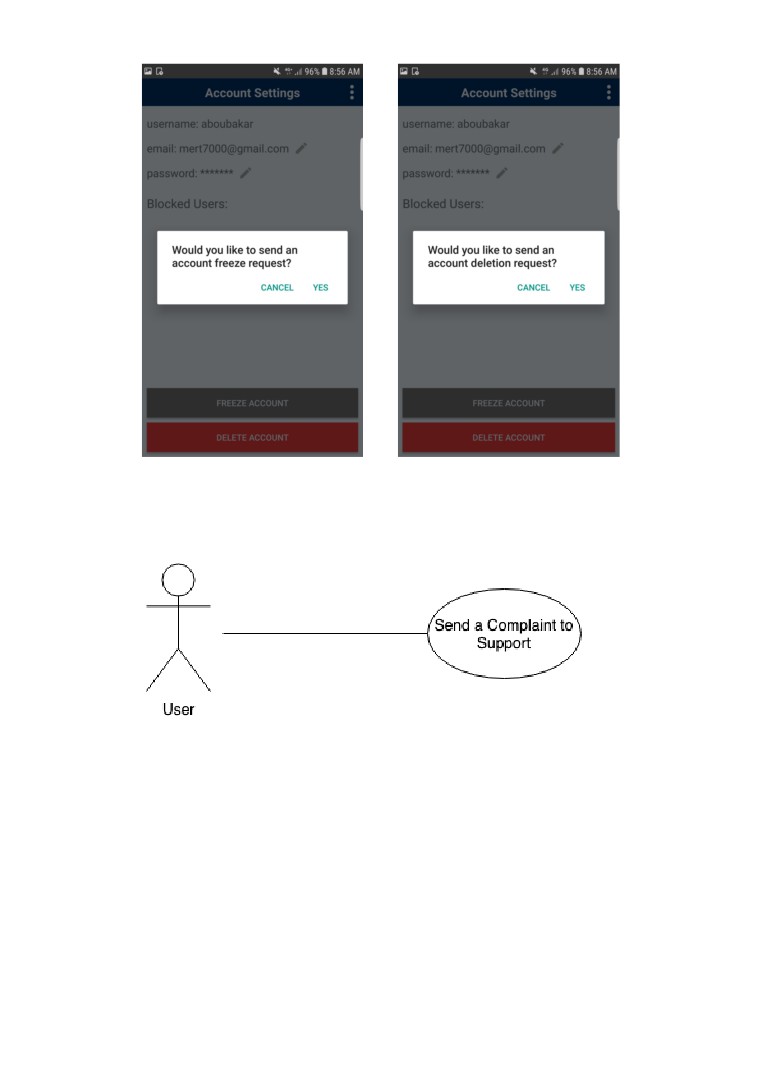 96% 8:56 AM
Account Settings
username: aboubakar
email: mert7000@gmail.com
password: *******
Blocked Users:
Would you like to send an
account freeze request?
CANCEL YES
FREEZE ACCOUNT
DELETE ACCOUNT
96% 8:56 AM
Account Settings
username: aboubakar
email: mert7000@gmail.com
password: *******
Blocked Users:
Would you like to send an
account deletion request?
CANCEL YES
FREEZE ACCOUNT
DELETE ACCOUNT
Send a Complaint to
Support
User